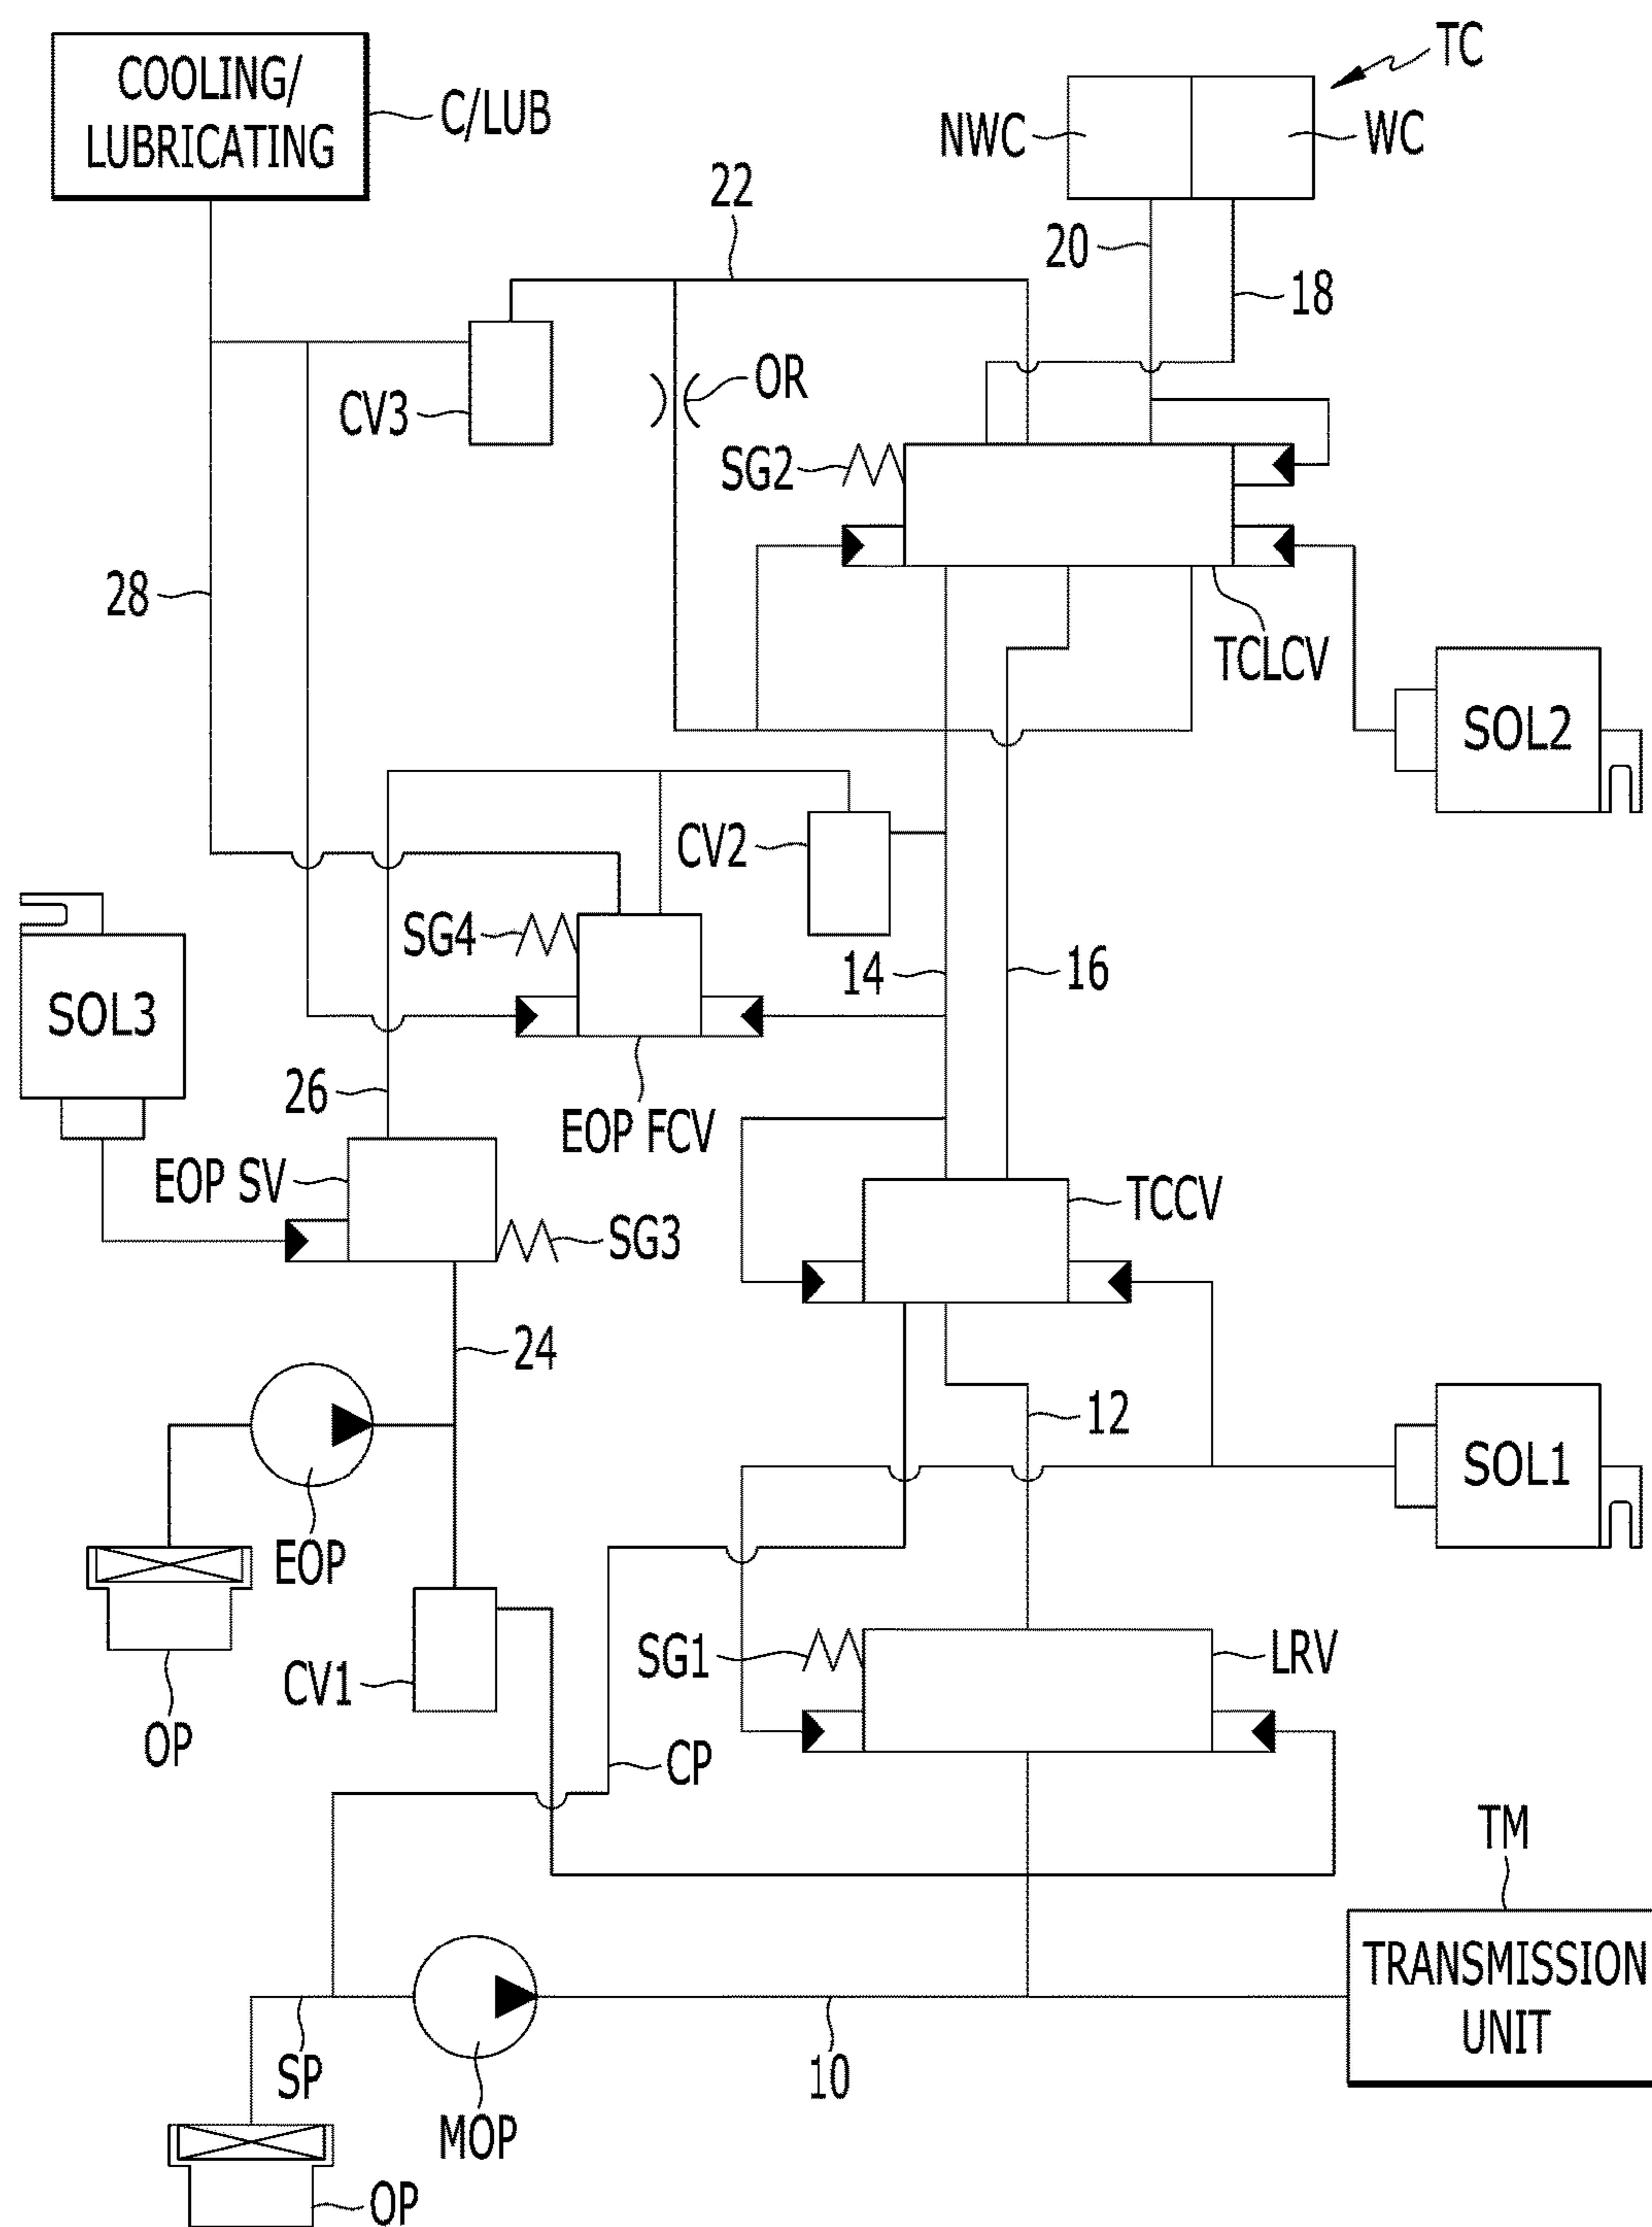 TC
COOLING/
LUBRICATING
C/LUB
NWC
WC
22
20
18
OR
CV3
SG2
28
TCLCV
SOL2
CV2
SG4
14
16
SOL3
26
EOP FCV
EOP SV
TCCV
SG3
24
12
SOL1
EOP
SG1
LRV
CV1
OP
CP
TM
TRANSMISSION
UNIT
SP
10
MOP
OP